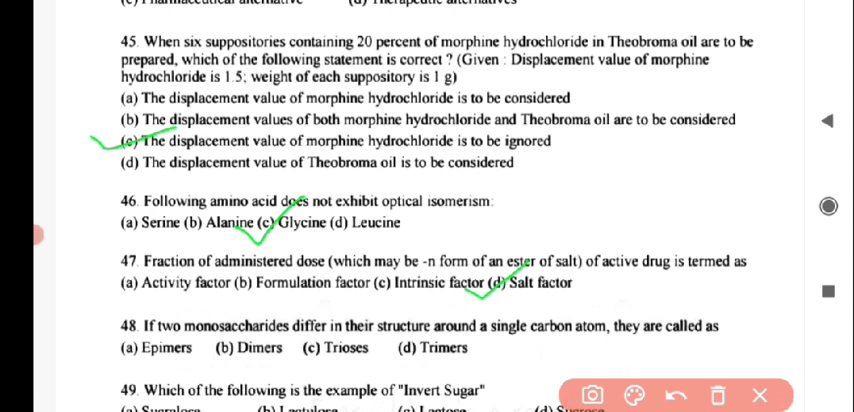 45. When six suppositories containing 20 percent of morphine hydrochloride in Theobroma oil are to be
prepared, which of the following statement is correct ? (Given : Displacement value of morphine
hydrochloride is 1.5; weight of each suppository is 1 g)
(a) The displacement value of morphine hydrochloride is to be considered
(b) The displacement values of both morphine hydrochloride and Theobroma oil are to be considered
(c) The displacement value of morphine hydrochloride is to be ignored
(d) The displacement value of Theobroma oil is to be considered
46. Following amino acid does not exhibit optical isomerism:
(a) Serine (b) Alanine (c) Glycine (d) Leucine
47. Fraction of administered dose (which may be -n form of an ester of salt) of active drug is termed as
(a) Activity factor (b) Formulation factor (c) Intrinsic factor (d) Salt factor
48. If two monosaccharides differ in their structure around a single carbon atom, they are called as
(a) Epimers (b) Dimers (c) Trioses (d) Trimers
49. Which of the following is the example of "Invert Sugar"